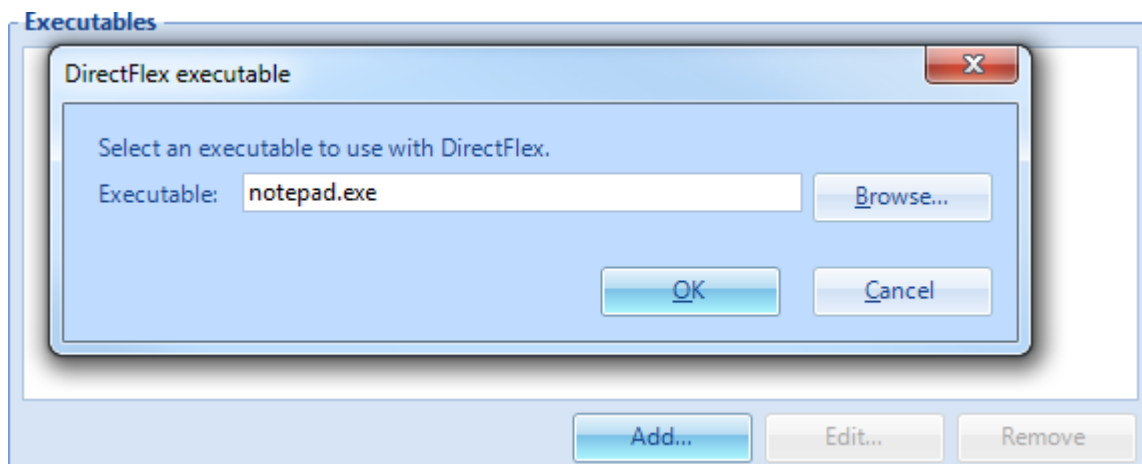 Executables
DirectFlex executable
Select an executable to use with DirectFlex.
Executable: notepad.exe Browse...
OK Cancel
Add... Edit... Remove